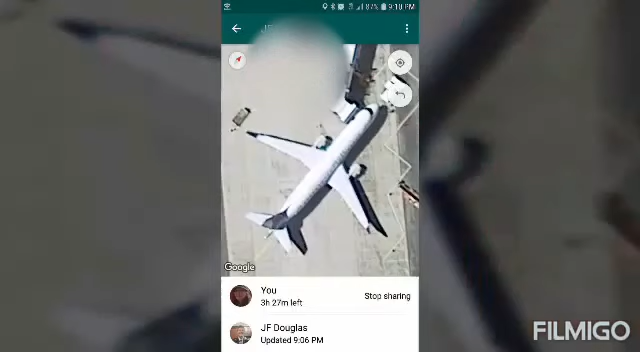 87% 9:10 PM
Google
You
3h 27m left
Stop sharing
JF Douglas
Updated 9:06 PM
FILMIGO